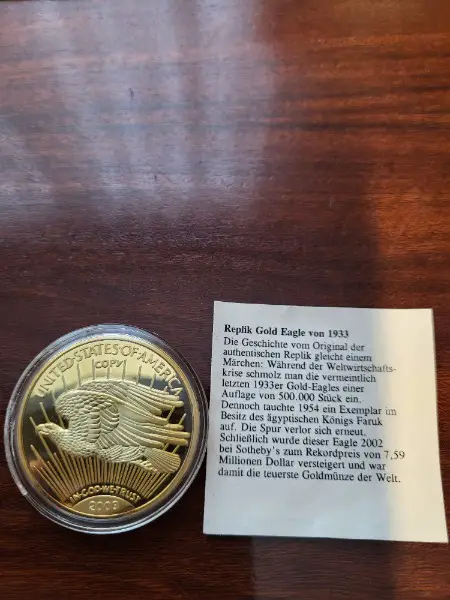 UNITED·STATES·OF·AMERICA
COPY
IN·GOD·WE·TRUST
2003
Replik Gold Eagle von 1933
Die Geschichte vom Original der
authentischen Replik gleicht einem
Märchen: Während der Weltwirtschafts-
krise schmolz man die vermeintlich
letzten 1933er Gold-Eagles einer
Auflage von 500.000 Stück ein.
Dennoch tauchte 1954 ein Exemplar im
Besitz des ägyptischen Königs Faruk
auf. Die Spur verlor sich erneut.
Schließlich wurde dieser Eagle 2002
bei Sotheby's zum Rekordpreis von 7,59
Millionen Dollar versteigert und war
damit die teuerste Goldmünze der Welt.